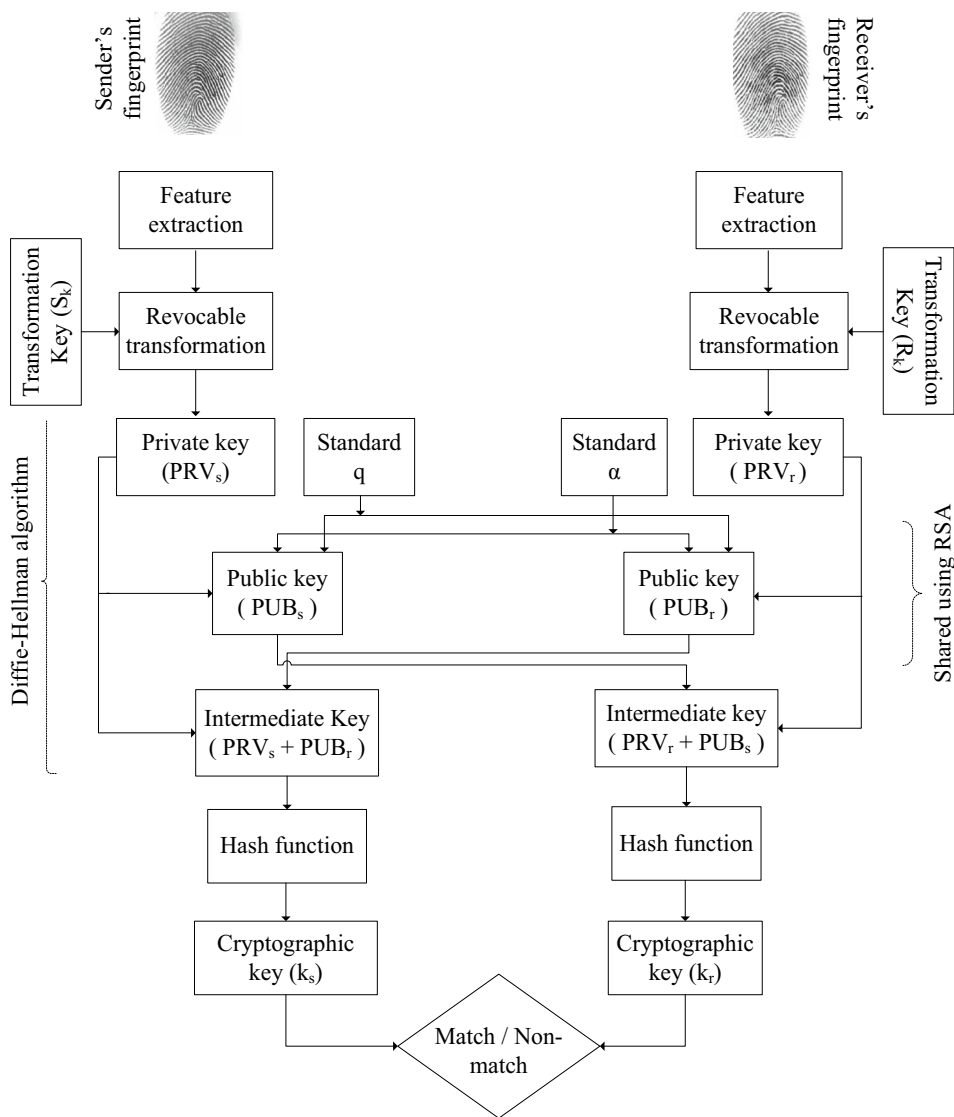 Sender's
fingerprint
Receiver's
fingerprint
Feature
extraction
Feature
extraction
Transformation
Key (Sₖ)
Revocable
transformation
Revocable
transformation
Transformation
Key (Rₖ)
Private key
(PRVₛ)
Standard
q
Standard
α
Private key
( PRVᵣ )
Diffie-Hellman algorithm
Public key
( PUBₛ )
Public key
( PUBᵣ )
Shared using RSA
Intermediate Key
( PRVₛ + PUBᵣ )
Intermediate key
( PRVᵣ + PUBₛ )
Hash function
Hash function
Cryptographic
key (kₛ)
Cryptographic
key (kᵣ)
Match / Non-
match